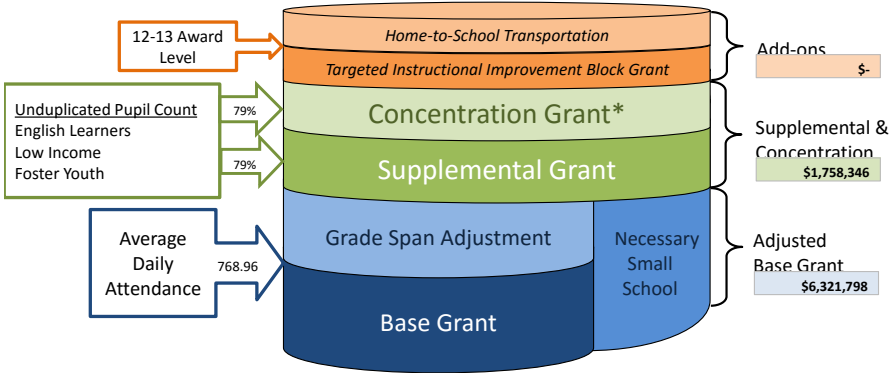 12-13 Award
Level
Home-to-School Transportation
Targeted Instructional Improvement Block Grant
Add-ons
$-
Unduplicated Pupil Count
English Learners
Low Income
Foster Youth
79%
79%
Concentration Grant*
Supplemental Grant
Supplemental &
Concentration
$1,758,346
Average
Daily
Attendance
768.96
Grade Span Adjustment
Base Grant
Necessary
Small
School
Adjusted
Base Grant
$6,321,798